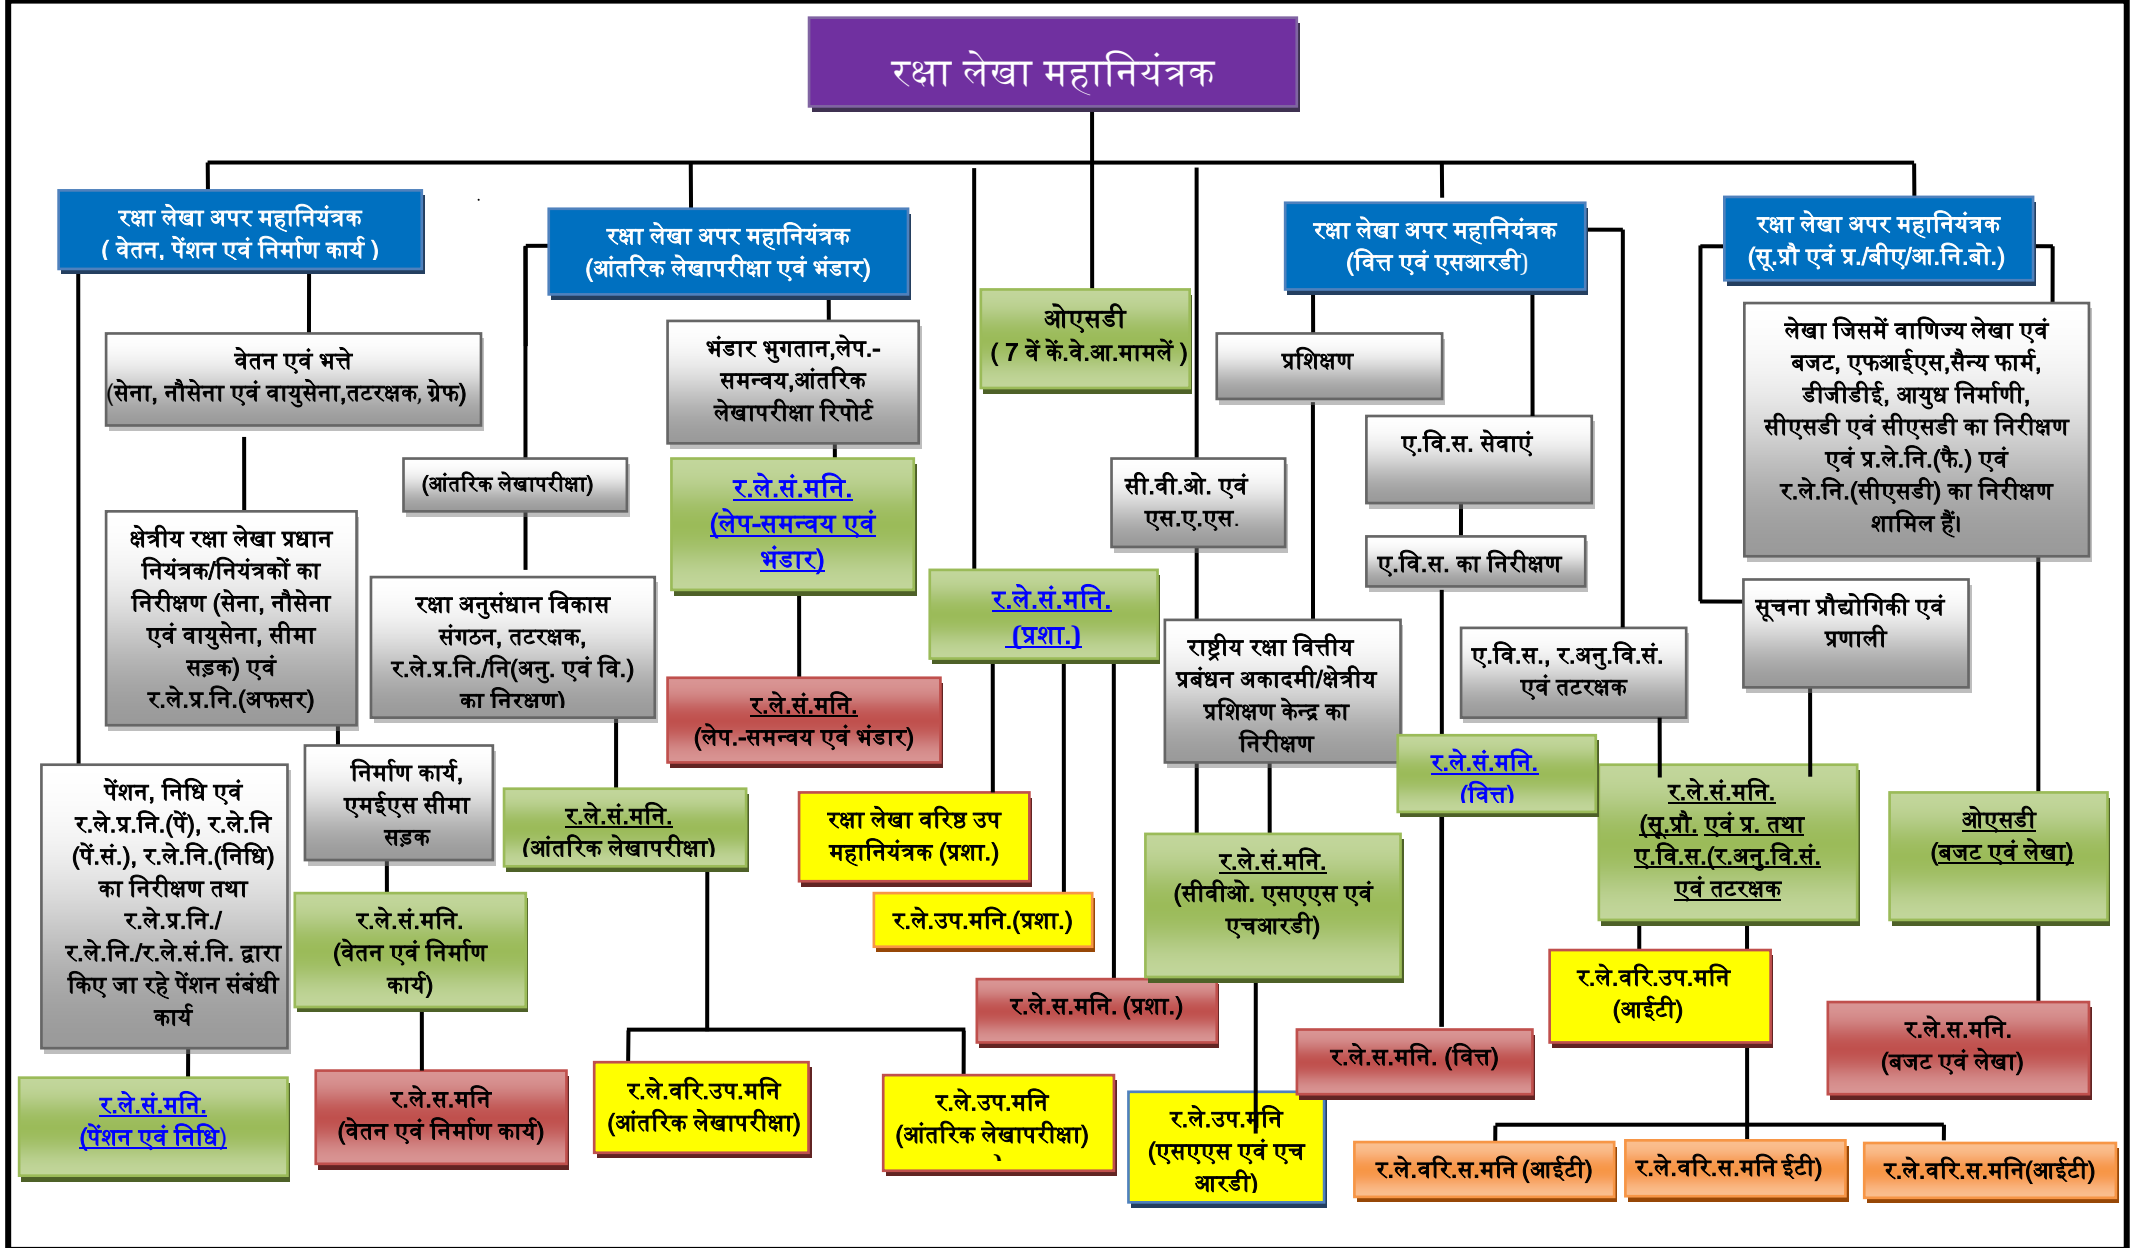 रक्षा लेखा महानियंत्रक
रक्षा लेखा अपर महानियंत्रक
( वेतन, पेंशन एवं निर्माण कार्य )
रक्षा लेखा अपर महानियंत्रक
(आंतरिक लेखापरीक्षा एवं भंडार)
रक्षा लेखा अपर महानियंत्रक
(वित्त एवं एसआरडी)
रक्षा लेखा अपर महानियंत्रक
(सू.प्रौ एवं प्र./बीए/आ.नि.बो.)
ओएसडी
( 7 वें कें.वे.आ.मामलें )
वेतन एवं भत्ते
(सेना, नौसेना एवं वायुसेना,तटरक्षक, ग्रेफ)
भंडार भुगतान,लेप.-
समन्वय,आंतरिक
लेखापरीक्षा रिपोर्ट
प्रशिक्षण
लेखा जिसमें वाणिज्य लेखा एवं
बजट, एफआईएस,सैन्य फार्म,
डीजीडीई, आयुध निर्माणी,
सीएसडी एवं सीएसडी का निरीक्षण
एवं प्र.ले.नि.(फै.) एवं
र.ले.नि.(सीएसडी) का निरीक्षण
शामिल हैं।
ए.वि.स. सेवाएं
(आंतरिक लेखापरीक्षा)
र.ले.सं.मनि.
(लेप-समन्वय एवं
भंडार)
सी.वी.ओ. एवं
एस.ए.एस.
क्षेत्रीय रक्षा लेखा प्रधान
नियंत्रक/नियंत्रकों का
निरीक्षण (सेना, नौसेना
एवं वायुसेना, सीमा
सड़क) एवं
र.ले.प्र.नि.(अफसर)
ए.वि.स. का निरीक्षण
रक्षा अनुसंधान विकास
संगठन, तटरक्षक,
र.ले.प्र.नि./नि(अनु. एवं वि.)
का निरक्षण)
र.ले.सं.मनि.
(प्रशा.)
सूचना प्रौद्योगिकी एवं
प्रणाली
राष्ट्रीय रक्षा वित्तीय
प्रबंधन अकादमी/क्षेत्रीय
प्रशिक्षण केन्द्र का
निरीक्षण
ए.वि.स., र.अनु.वि.सं.
एवं तटरक्षक
र.ले.सं.मनि.
(लेप.-समन्वय एवं भंडार)
र.ले.सं.मनि.
(वित्त)
निर्माण कार्य,
एमईएस सीमा
सड़क
पेंशन, निधि एवं
र.ले.प्र.नि.(पें), र.ले.नि
(पें.सं.), र.ले.नि.(निधि)
का निरीक्षण तथा
र.ले.प्र.नि./
र.ले.नि./र.ले.सं.नि. द्वारा
किए जा रहे पेंशन संबंधी
कार्य
र.ले.सं.मनि.
(आंतरिक लेखापरीक्षा)
रक्षा लेखा वरिष्ठ उप
महानियंत्रक (प्रशा.)
र.ले.सं.मनि.
(सू.प्रौ. एवं प्र. तथा
ए.वि.स.(र.अनु.वि.सं.
एवं तटरक्षक
ओएसडी
(बजट एवं लेखा)
र.ले.सं.मनि.
(सीवीओ. एसएएस एवं
एचआरडी)
र.ले.सं.मनि.
(वेतन एवं निर्माण
कार्य)
र.ले.उप.मनि.(प्रशा.)
र.ले.वरि.उप.मनि
(आईटी)
र.ले.स.मनि. (प्रशा.)
र.ले.स.मनि.
(बजट एवं लेखा)
र.ले.स.मनि. (वित्त)
र.ले.सं.मनि.
(पेंशन एवं निधि)
र.ले.स.मनि
(वेतन एवं निर्माण कार्य)
र.ले.वरि.उप.मनि
(आंतरिक लेखापरीक्षा)
र.ले.उप.मनि
(आंतरिक लेखापरीक्षा)
र.ले.उप.मनि
(एसएएस एवं एच
आरडी)
र.ले.वरि.स.मनि (आईटी)
र.ले.वरि.स.मनि ईटी)
र.ले.वरि.स.मनि(आईटी)